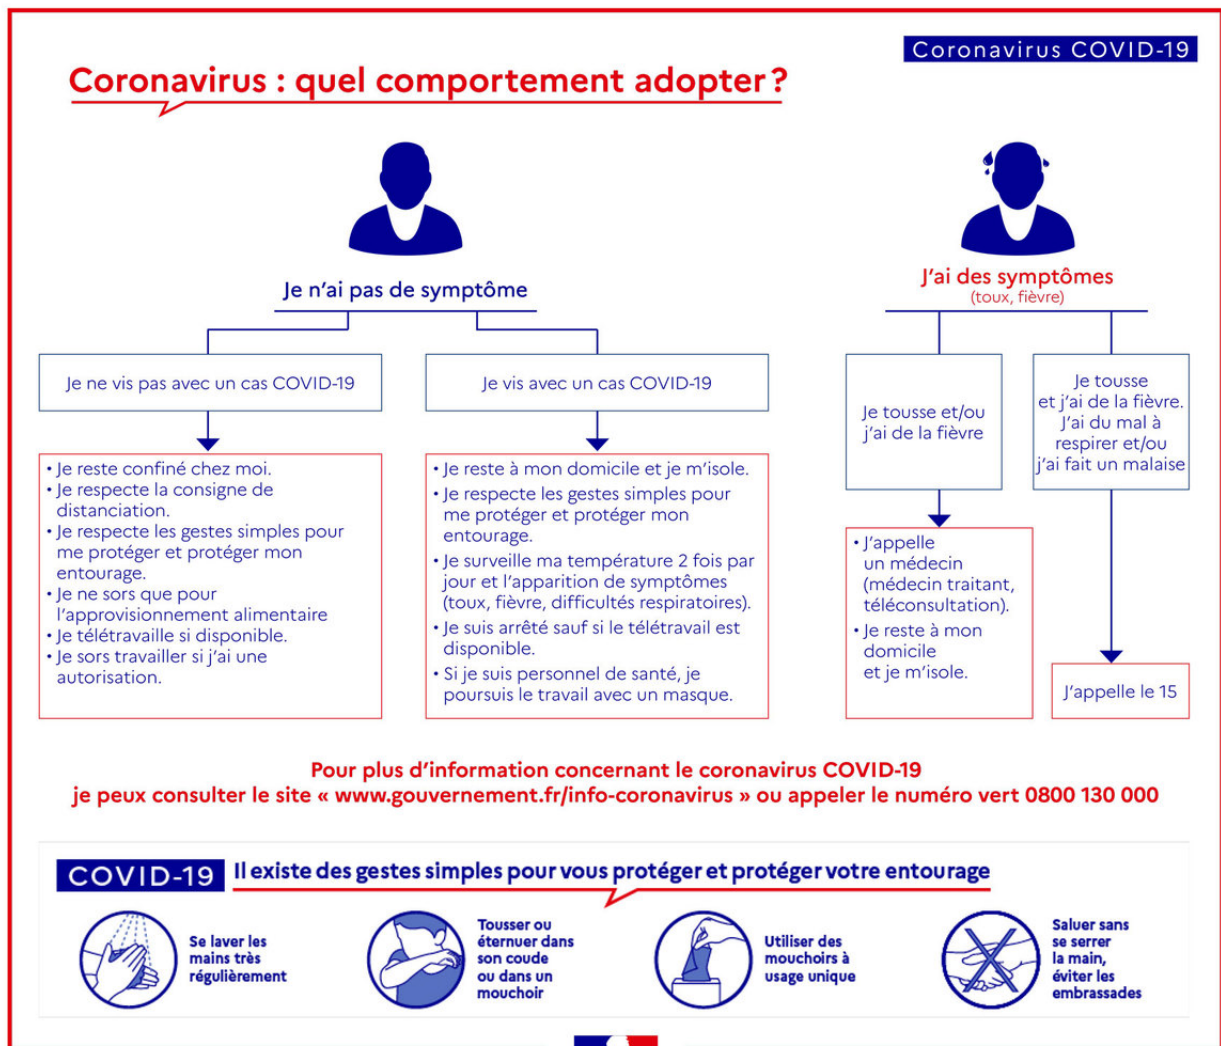 Coronavirus COVID-19
Coronavirus : quel comportement adopter ?
Je n'ai pas de symptôme
J'ai des symptômes
(toux, fièvre)
Je ne vis pas avec un cas COVID-19
Je vis avec un cas COVID-19
Je tousse et/ou
j'ai de la fièvre
Je tousse
et j'ai de la fièvre.
J'ai du mal à
respirer et/ou
j'ai fait un malaise
• Je reste confiné chez moi.
• Je respecte la consigne de
distanciation.
• Je respecte les gestes simples pour
me protéger et protéger mon
entourage.
• Je ne sors que pour
l'approvisionnement alimentaire
• Je télétravaille si disponible.
• Je sors travailler si j'ai une
autorisation.
• Je reste à mon domicile et je m'isole.
• Je respecte les gestes simples pour
me protéger et protéger mon
entourage.
• Je surveille ma température 2 fois par
jour et l'apparition de symptômes
(toux, fièvre, difficultés respiratoires).
• Je suis arrêté sauf si le télétravail est
disponible.
• Si je suis personnel de santé, je
poursuis le travail avec un masque.
• J'appelle
un médecin
(médecin traitant,
téléconsultation).
• Je reste à mon
domicile
et je m'isole.
J'appelle le 15
Pour plus d'information concernant le coronavirus COVID-19
je peux consulter le site « www.gouvernement.fr/info-coronavirus » ou appeler le numéro vert 0800 130 000
COVID-19 Il existe des gestes simples pour vous protéger et protéger votre entourage
Se laver les
mains très
régulièrement
Tousser ou
éternuer dans
son coude
ou dans un
mouchoir
Utiliser des
mouchoirs à
usage unique
Saluer sans
se serrer
la main,
éviter les
embrassades